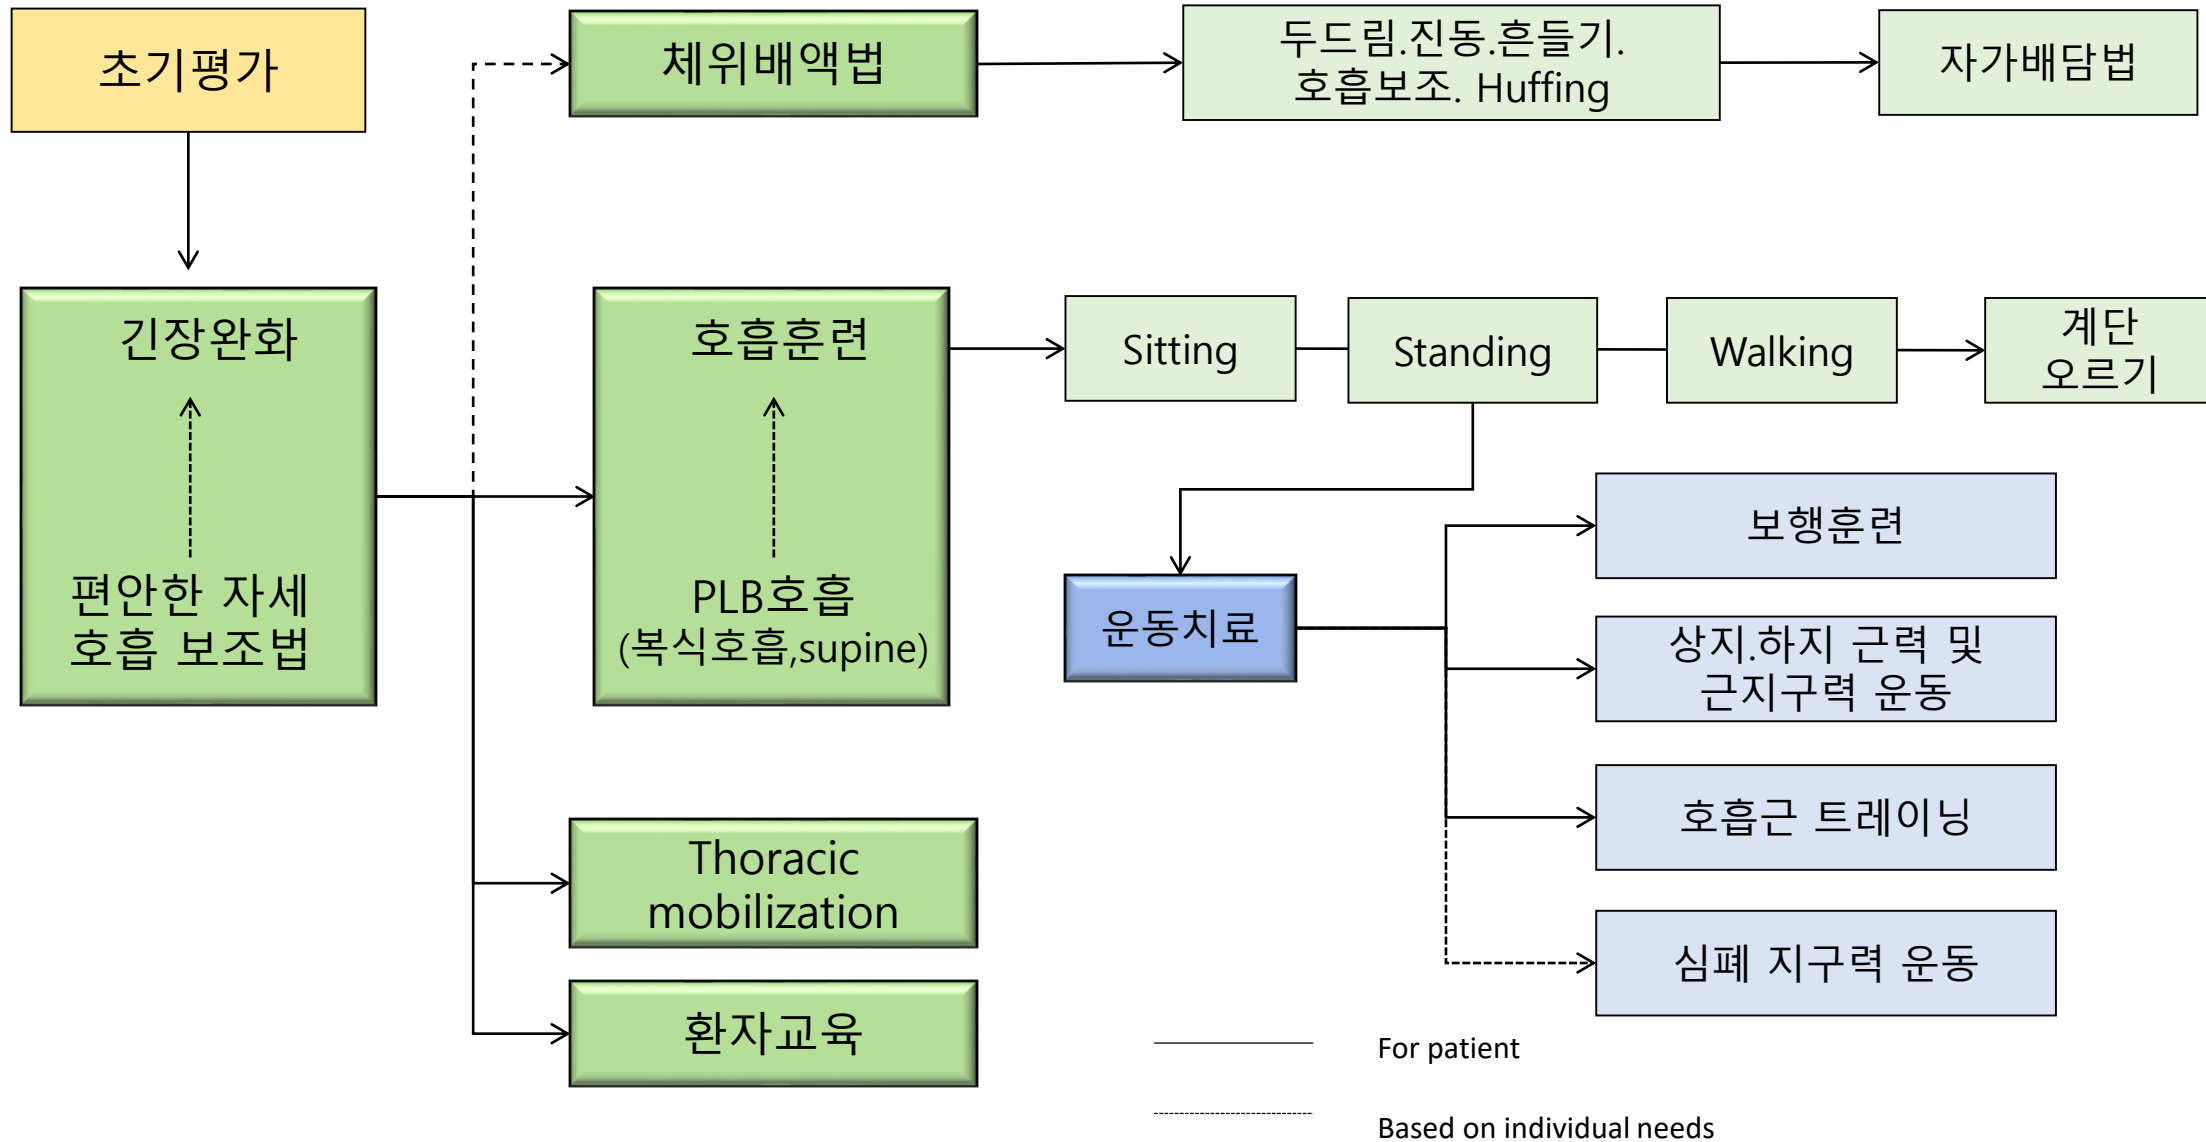 초기평가
체위배액법
두드림.진동.흔들기.
호흡보조. Huffing
자가배담법
긴장완화
편안한 자세
호흡 보조법
호흡훈련
PLB호흡
(복식호흡,supine)
Sitting
Standing
Walking
계단
오르기
운동치료
보행훈련
상지.하지 근력 및
근지구력 운동
호흡근 트레이닝
심폐 지구력 운동
Thoracic
mobilization
환자교육
For patient
Based on individual needs